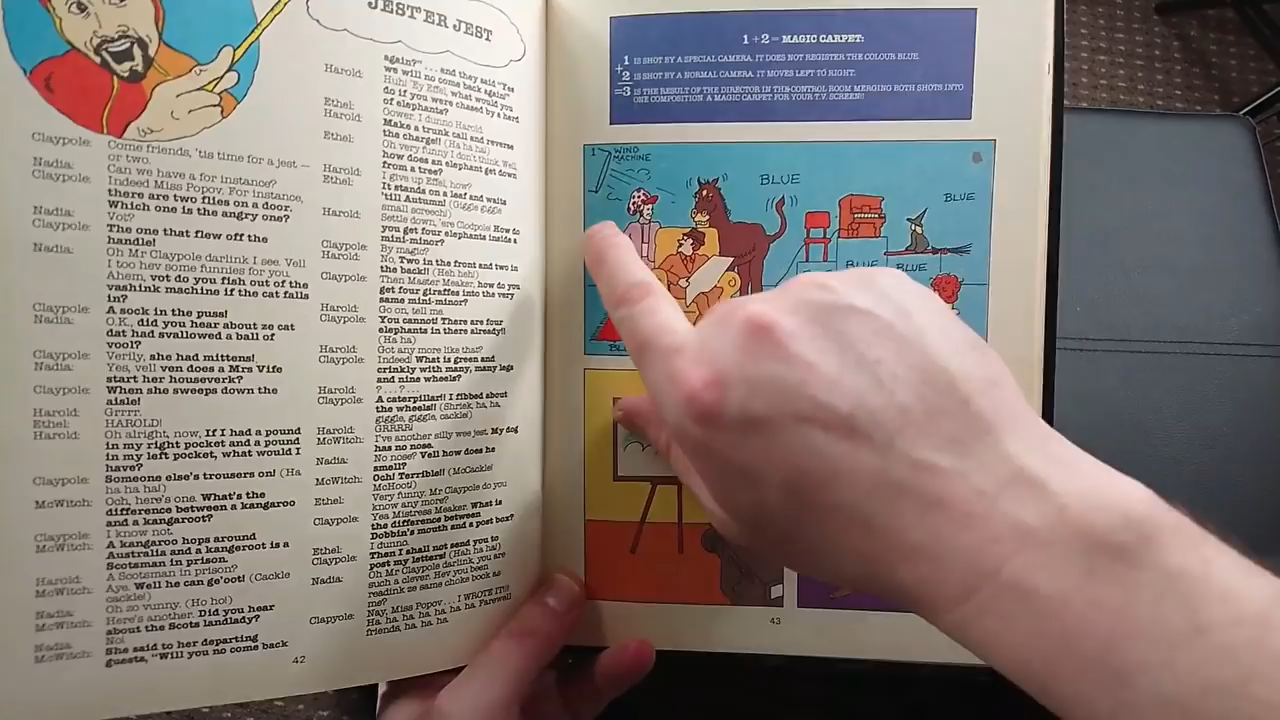 JESTER JEST
Claypole: Come friends, 'tis time for a jest —
or two.
Nadia: Can we have a for instance?
Claypole: Indeed Miss Popov. For instance,
there are two flies on a door.
Which one is the angry one?
Nadia: Vot?
Claypole: The one that flew off the
handle!
Nadia: Oh Mr Claypole darlink I see. Vell
I too hev some funnies for you.
Ahem, vot do you fish out of the
vashink machine if the cat falls
in?
Claypole: A sock in the puss!
Nadia: O.K., did you hear about ze cat
dat had svallowed a ball of
vool?
Claypole: Verily, she had mittens!
Nadia: Yes, vell ven does a Mrs Vife
start her houseverk?
Claypole: When she sweeps down the
aisle!
Harold: Grrrr.
Ethel: HAROLD!
Harold: Oh alright, now, If I had a pound
in my right pocket and a pound
in my left pocket, what would I
have?
Claypole: Someone else's trousers on! (Ha
ha ha ha!)
McWitch: Och, here's one. What's the
difference between a kangaroo
and a kangaroot?
Claypole: I know not.
McWitch: A kangaroo hops around
Australia and a kangeroot is a
Scotsman in prison.
Harold: A Scotsman in prison?
McWitch: Aye. Well he can ge'oot! (Cackle
cackle!)
Nadia: Oh zo vunny. (Ho ho!)
McWitch: Here's another. Did you hear
about the Scots landlady?
Nadia: No!
McWitch: She said to her departing
guests, "Will you no come back
42
again?" ... and they said "Yes
we will no come back again!"
Harold: Huh! 'Ey Effel, what would you
do if you were chased by a herd
of elephants?
Ethel: Oower. I dunno Harold.
Harold: Make a trunk call and reverse
the charge!! (Ha ha ha!)
Ethel: Oh very funny I don't think. Well,
how does an elephant get down
from a tree?
Harold: I give up Effel, how?
Ethel: It stands on a leaf and waits
'till Autumn! (Giggle giggle
small screech!)
Harold: Settle down, 'ere Clodpole! How do
you get four elephants inside a
mini-minor?
Claypole: By magic?
Harold: No, Two in the front and two in
the back!! (Heh heh!)
Claypole: Then Master Meaker, how do you
get four giraffes into the very
same mini-minor?
Harold: Go on, tell me.
Claypole: You cannot! There are four
elephants in there already!!
(Ha ha)
Harold: Got any more like that?
Claypole: Indeed! What is green and
crinkly with many, many legs
and nine wheels?
Harold: ? ... ? ...
Claypole: A caterpillar!! I fibbed about
the wheels!! (Shriek, ha, ha,
giggle, giggle, cackle!)
Harold: GRRRR!
McWitch: I've another silly wee jest. My dog
has no nose.
Nadia: No nose? Vell how does he
smell?
McWitch: Och! Terrible!! (McCackle!
McHoot!)
Ethel: Very funny. Mr Claypole do you
know any more?
Claypole: Yea Mistress Meaker. What is
the difference between
Dobbin's mouth and a post box?
Ethel: I dunno.
Claypole: Then I shall not send you to
post my letters! (Hah ha ha!)
Nadia: Oh Mr Claypole darlink, you are
such a clever. Hev you been
readink ze same choke book as
me?
Claypole: Nay, Miss Popov ... I WROTE IT!!!
Ha, ha, ha, ha, ha, ha, ha. Farewell
friends, ha, ha, ha.
1 + 2 = MAGIC CARPET:
1 IS SHOT BY A SPECIAL CAMERA. IT DOES NOT REGISTER THE COLOUR BLUE.
+
2 IS SHOT BY A NORMAL CAMERA. IT MOVES LEFT TO RIGHT.
=3 IS THE RESULT OF THE DIRECTOR IN THE CONTROL ROOM MERGING BOTH SHOTS INTO
ONE COMPOSITION. A MAGIC CARPET FOR YOUR T.V. SCREEN!!
1
WIND
MACHINE
BLUE
BLUE
BLUE
BLUE
43